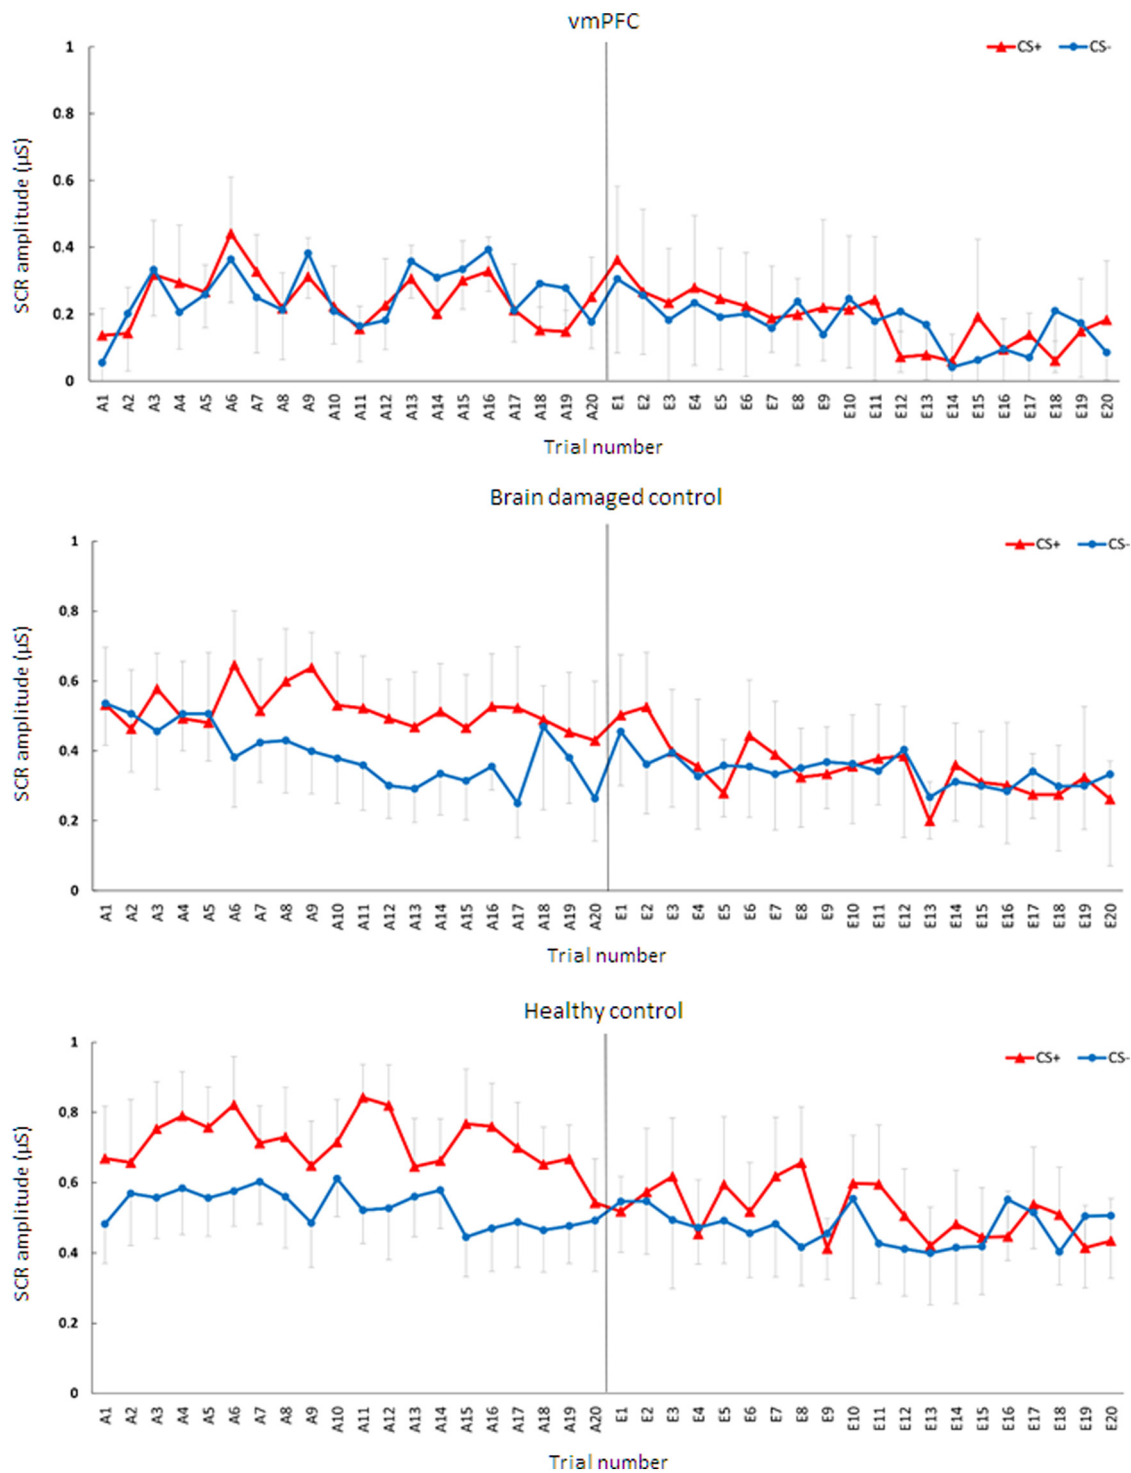 vmPFC
CS+ CS-
SCR amplitude (µS)
1
0.8
0.6
0.4
0.2
0
A1 A2 A3 A4 A5 A6 A7 A8 A9 A10 A11 A12 A13 A14 A15 A16 A17 A18 A19 A20 E1 E2 E3 E4 E5 E6 E7 E8 E9 E10 E11 E12 E13 E14 E15 E16 E17 E18 E19 E20
Trial number
Brain damaged control
CS+ CS-
SCR amplitude (µS)
1
0.8
0.6
0.4
0.2
0
A1 A2 A3 A4 A5 A6 A7 A8 A9 A10 A11 A12 A13 A14 A15 A16 A17 A18 A19 A20 E1 E2 E3 E4 E5 E6 E7 E8 E9 E10 E11 E12 E13 E14 E15 E16 E17 E18 E19 E20
Trial number
Healthy control
CS+ CS-
SCR amplitude (µS)
1
0.8
0.6
0.4
0.2
0
A1 A2 A3 A4 A5 A6 A7 A8 A9 A10 A11 A12 A13 A14 A15 A16 A17 A18 A19 A20 E1 E2 E3 E4 E5 E6 E7 E8 E9 E10 E11 E12 E13 E14 E15 E16 E17 E18 E19 E20
Trial number